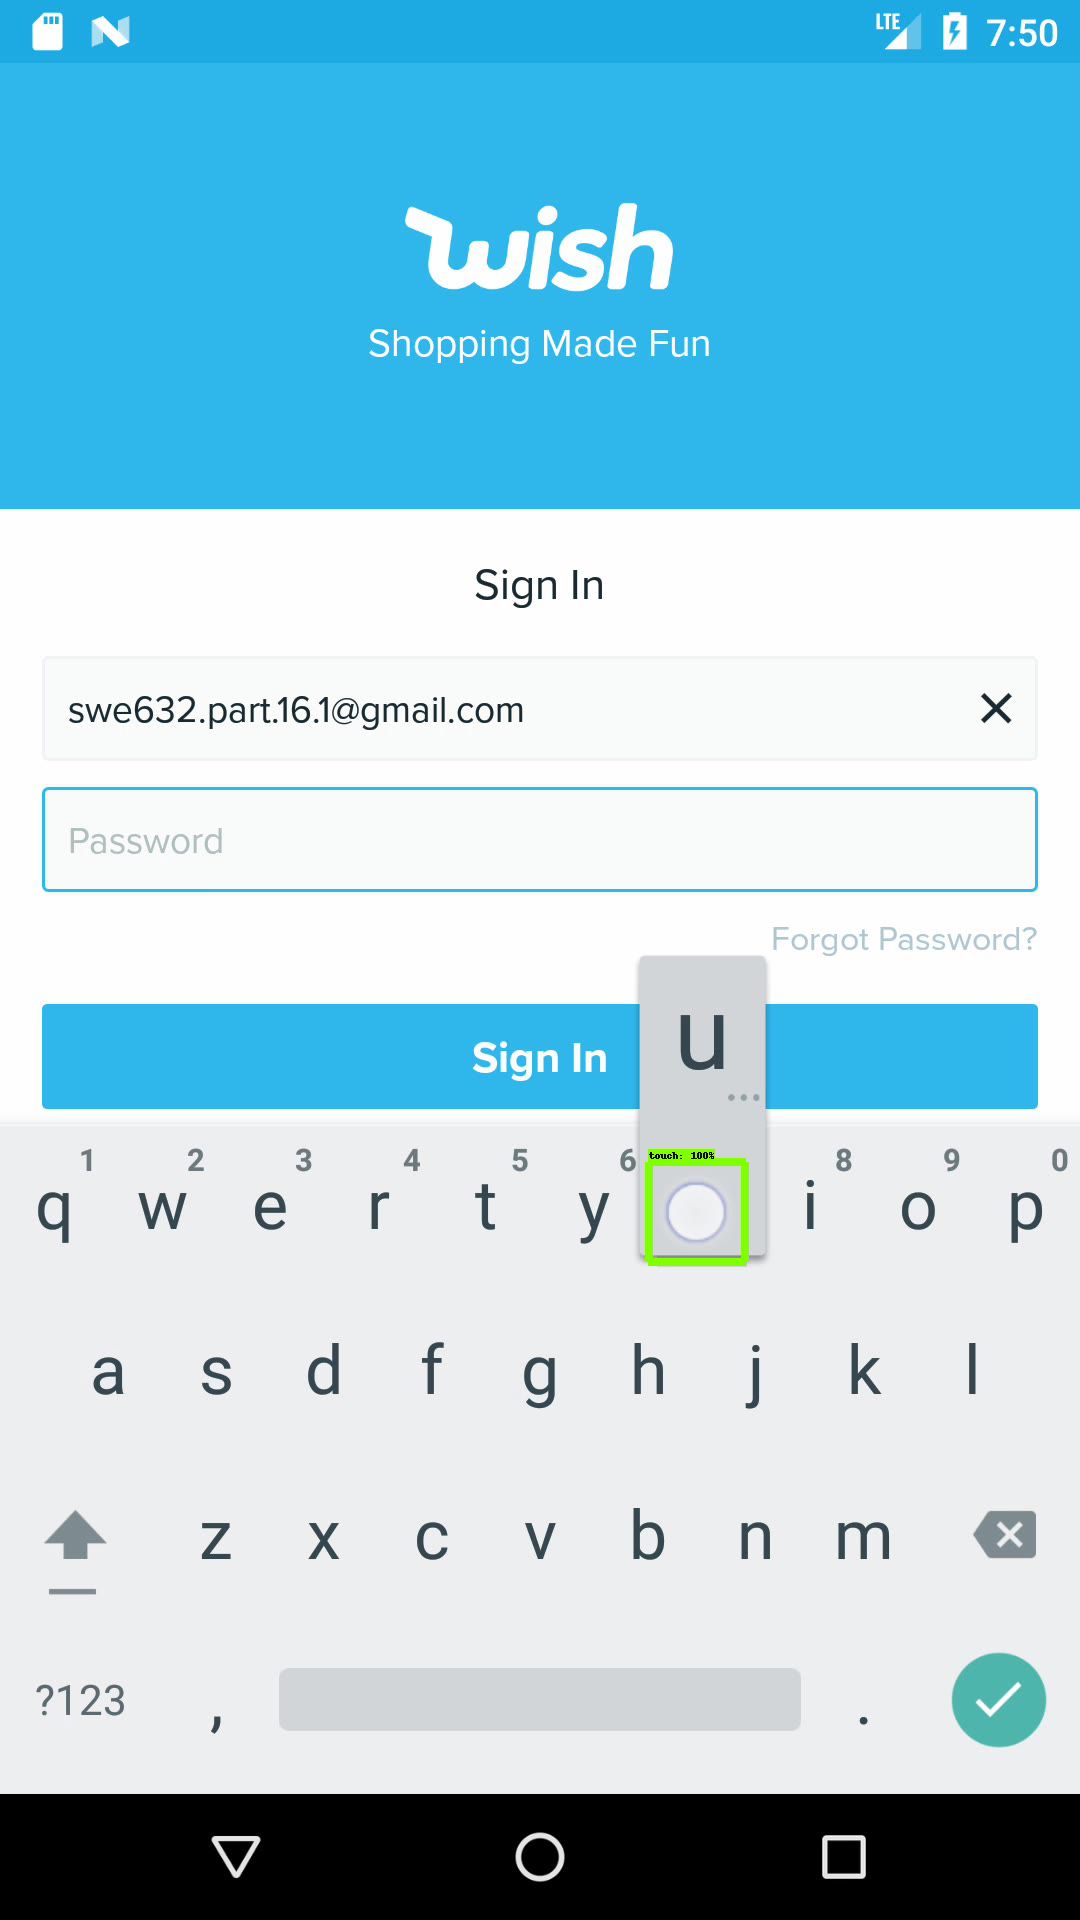 LTE 7:50
wish
Shopping Made Fun
Sign In
swe632.part.16.1@gmail.com
Password
Forgot Password?
Sign In
u
touch: 100%
1 2 3 4 5 6 8 9 0
q w e r t y i o p
a s d f g h j k l
z x c v b n m
?123 , .